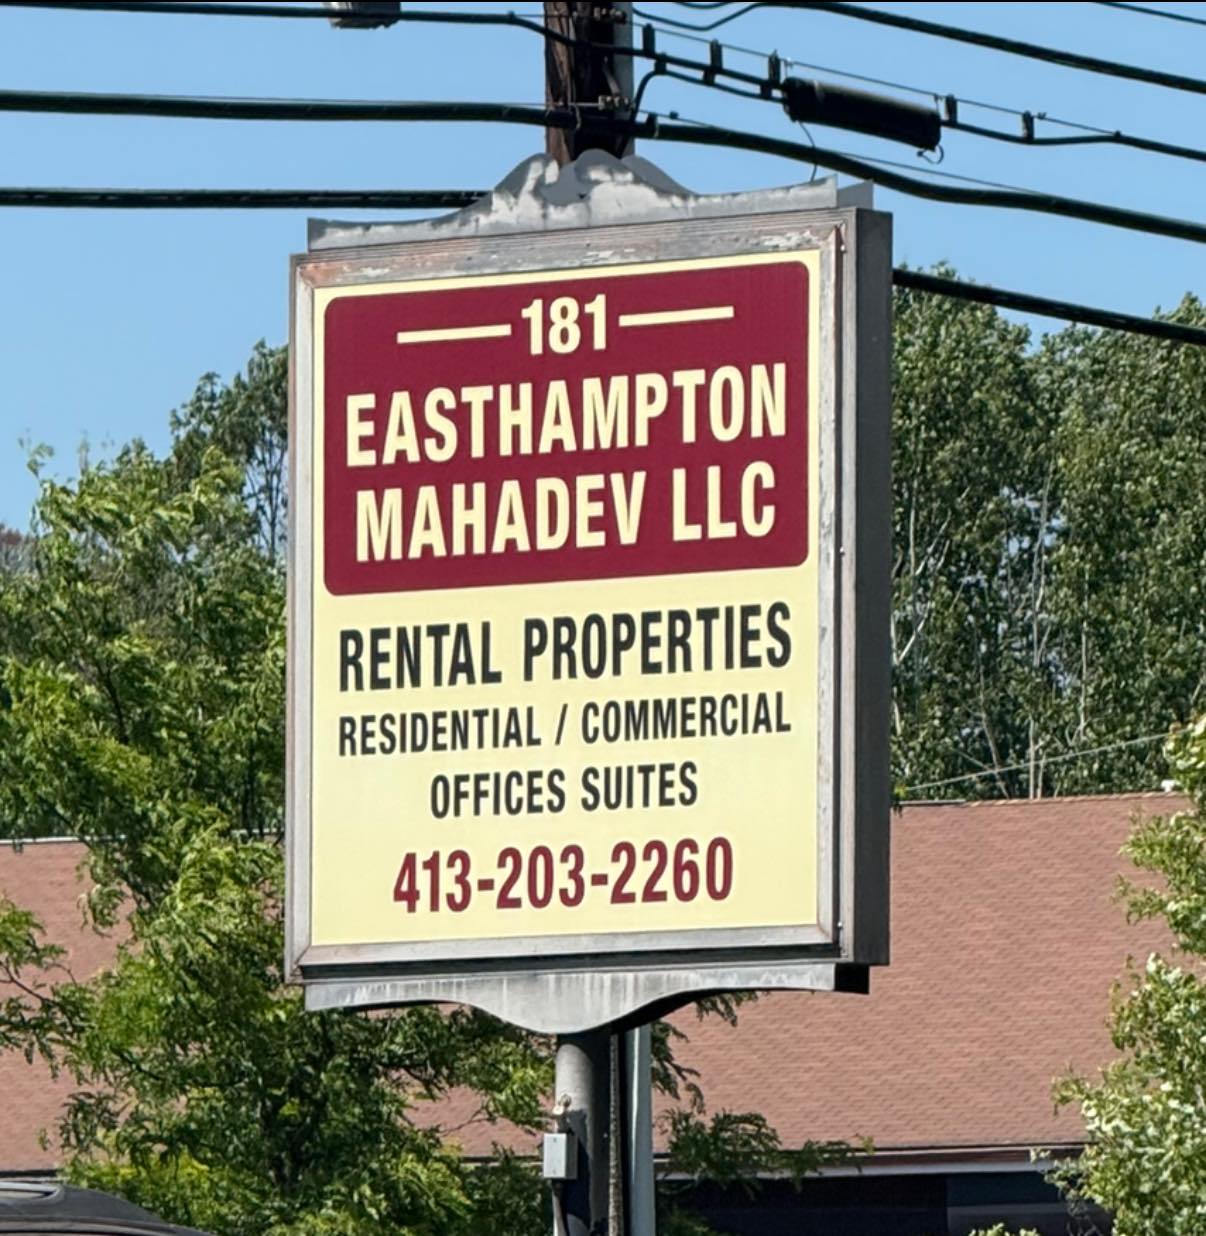 181
EASTHAMPTON
MAHADEV LLC
RENTAL PROPERTIES
RESIDENTIAL / COMMERCIAL
OFFICES SUITES
413-203-2260